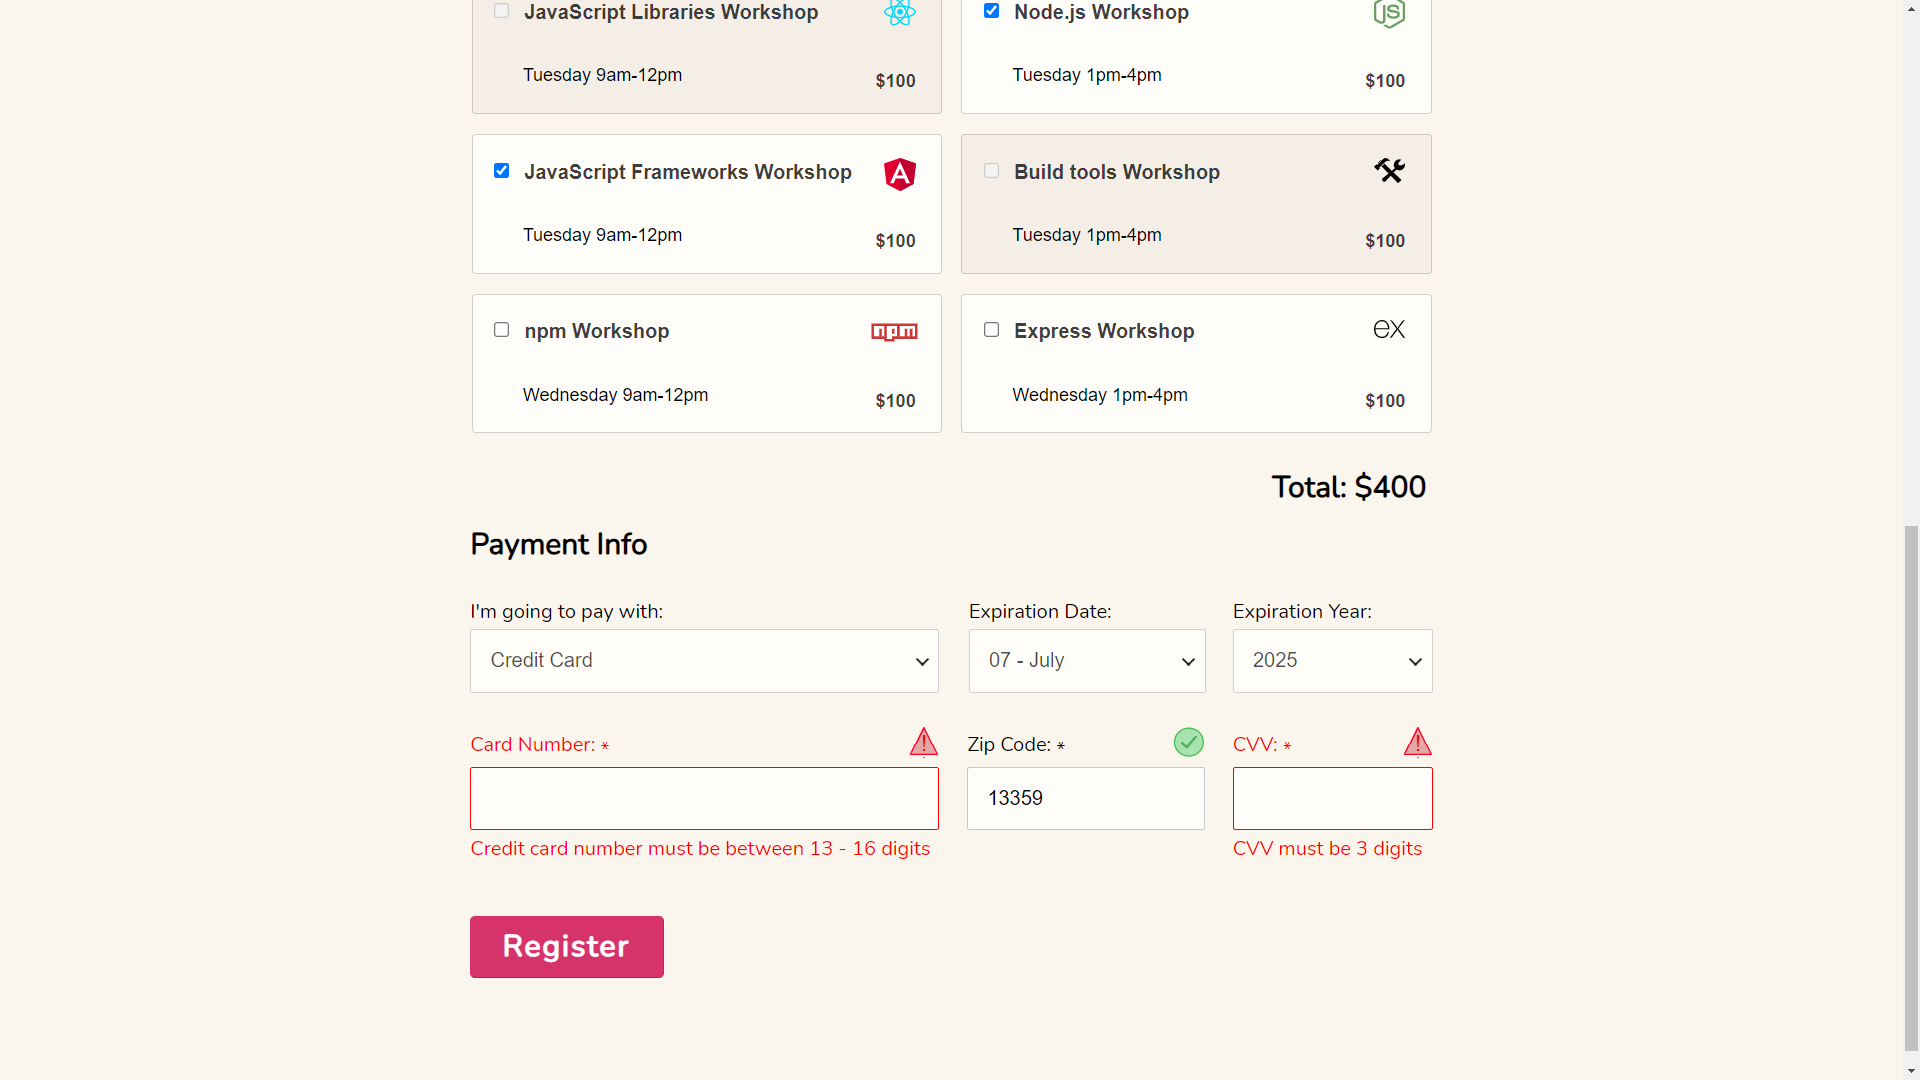 JavaScript Libraries Workshop
Tuesday 9am-12pm
$100
Node.js Workshop
JS
Tuesday 1pm-4pm
$100
JavaScript Frameworks Workshop
A
Tuesday 9am-12pm
$100
Build tools Workshop
Tuesday 1pm-4pm
$100
npm Workshop
npm
Wednesday 9am-12pm
$100
Express Workshop
ex
Wednesday 1pm-4pm
$100
Total: $400
Payment Info
I'm going to pay with:
Credit Card
Expiration Date:
07 - July
Expiration Year:
2025
Card Number: *
Credit card number must be between 13 - 16 digits
Zip Code: *
13359
CVV: *
CVV must be 3 digits
Register